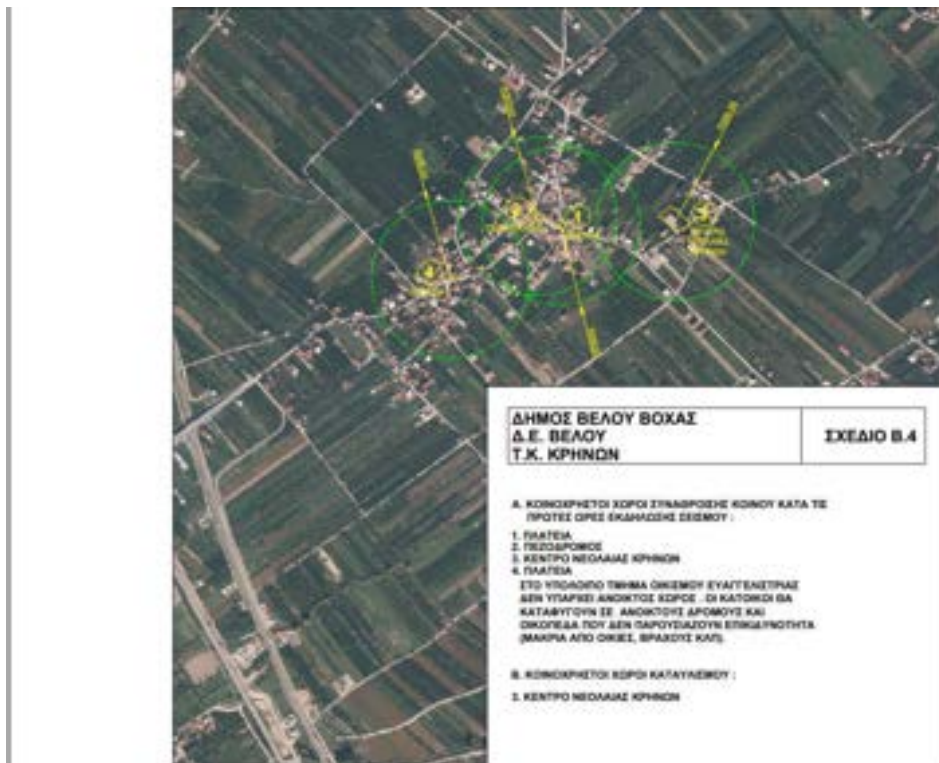 ΔΗΜΟΣ ΒΕΛΟΥ ΒΟΧΑΣ
Δ.Ε. ΒΕΛΟΥ
Τ.Κ. ΚΡΗΝΩΝ
ΣΧΕΔΙΟ Β.4
Α. ΚΟΙΝΟΧΡΗΣΤΟΙ ΧΩΡΟΙ ΣΥΝΑΘΡΟΙΣΗΣ ΚΟΙΝΟΥ ΚΑΤΑ ΤΙΣ
ΠΡΩΤΕΣ ΩΡΕΣ ΕΚΔΗΛΩΣΗΣ ΣΕΙΣΜΟΥ :
1. ΠΛΑΤΕΙΑ
2. ΠΕΖΟΔΡΟΜΟΣ
3. ΚΕΝΤΡΟ ΝΕΟΛΑΙΑΣ ΚΡΗΝΩΝ
4. ΠΛΑΤΕΙΑ
ΣΤΟ ΥΠΟΛΟΙΠΟ ΤΜΗΜΑ ΟΙΚΙΣΜΟΥ ΕΥΑΓΓΕΛΙΣΤΡΙΑΣ
ΔΕΝ ΥΠΑΡΧΕΙ ΑΝΟΙΚΤΟΣ ΧΩΡΟΣ . ΟΙ ΚΑΤΟΙΚΟΙ ΘΑ
ΚΑΤΑΦΥΓΟΥΝ ΣΕ ΑΝΟΙΚΤΟΥΣ ΔΡΟΜΟΥΣ ΚΑΙ
ΟΙΚΟΠΕΔΑ ΠΟΥ ΔΕΝ ΠΑΡΟΥΣΙΑΖΟΥΝ ΕΠΙΚΙΝΔΥΝΟΤΗΤΑ
(ΜΑΚΡΙΑ ΑΠΟ ΟΙΚΙΕΣ, ΒΡΑΧΟΥΣ ΚΛΠ)
Β. ΚΟΙΝΟΧΡΗΣΤΟΙ ΧΩΡΟΙ ΚΑΤΑΥΛΙΣΜΟΥ :
3. ΚΕΝΤΡΟ ΝΕΟΛΑΙΑΣ ΚΡΗΝΩΝ